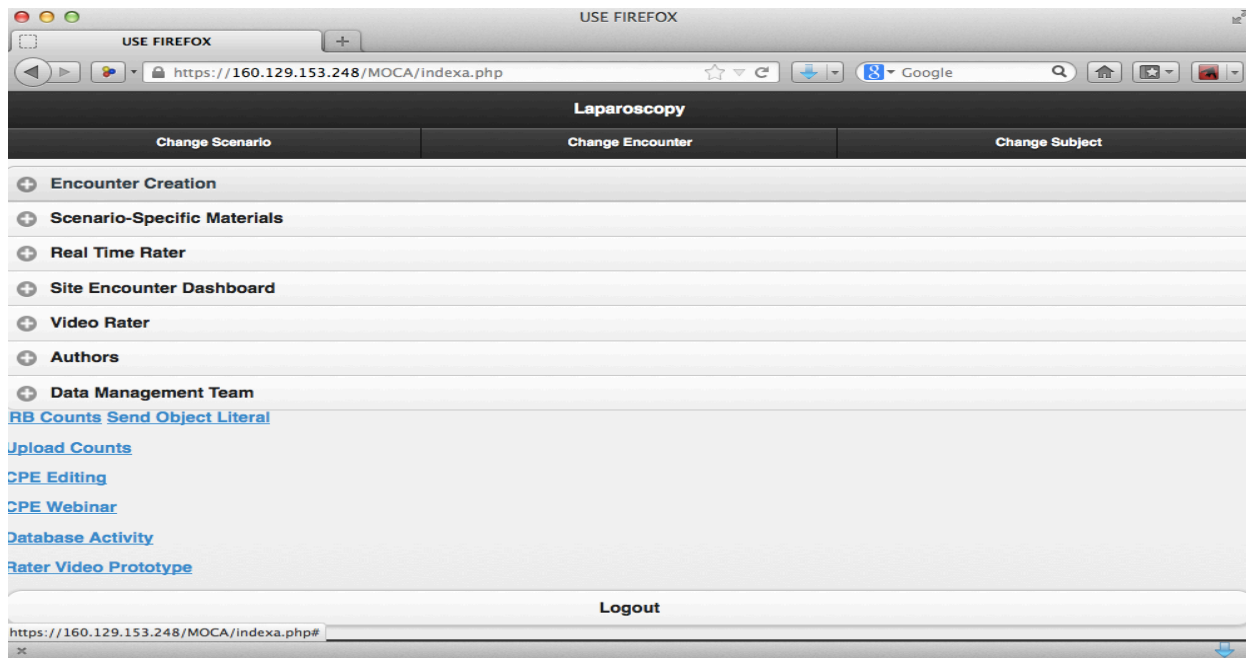 USE FIREFOX
USE FIREFOX
https://160.129.153.248/MOCA/indexa.php
Google
Laparoscopy
Change Scenario Change Encounter Change Subject
Encounter Creation
Scenario-Specific Materials
Real Time Rater
Site Encounter Dashboard
Video Rater
Authors
Data Management Team
RB Counts Send Object Literal
Upload Counts
CPE Editing
CPE Webinar
Database Activity
Rater Video Prototype
Logout
https://160.129.153.248/MOCA/indexa.php#